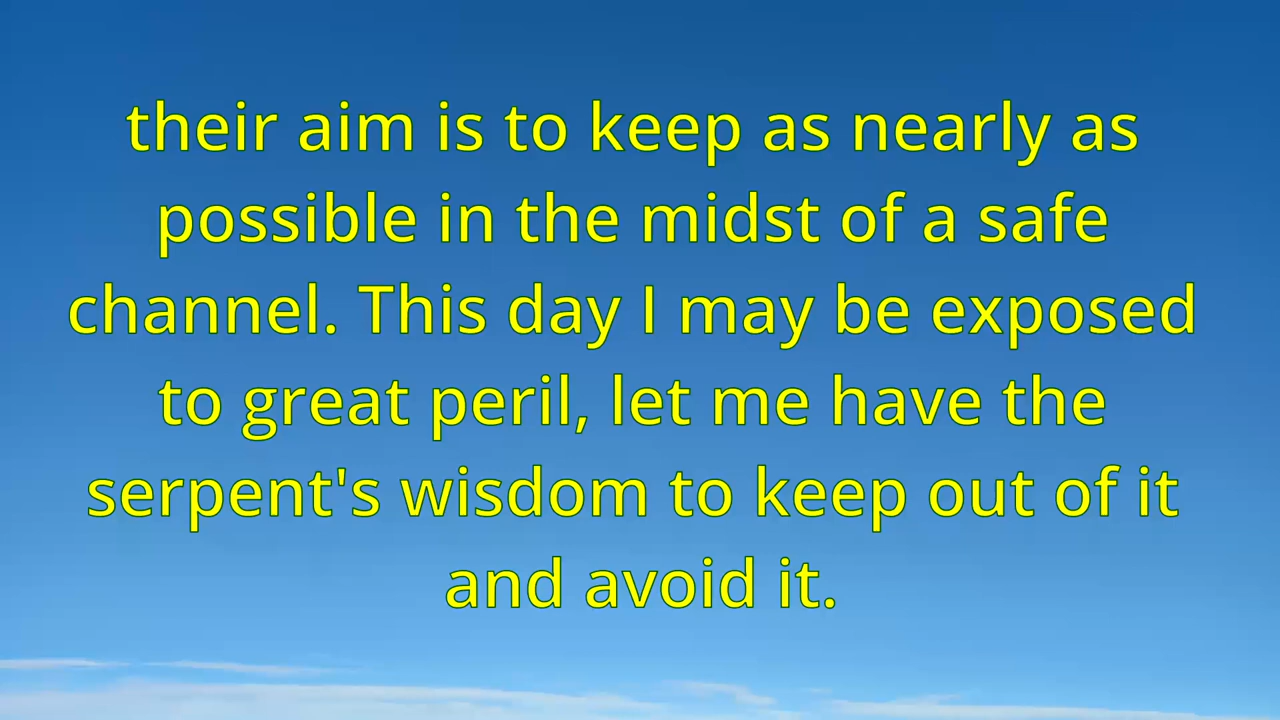 their aim is to keep as nearly as
possible in the midst of a safe
channel. This day I may be exposed
to great peril, let me have the
serpent's wisdom to keep out of it
and avoid it.